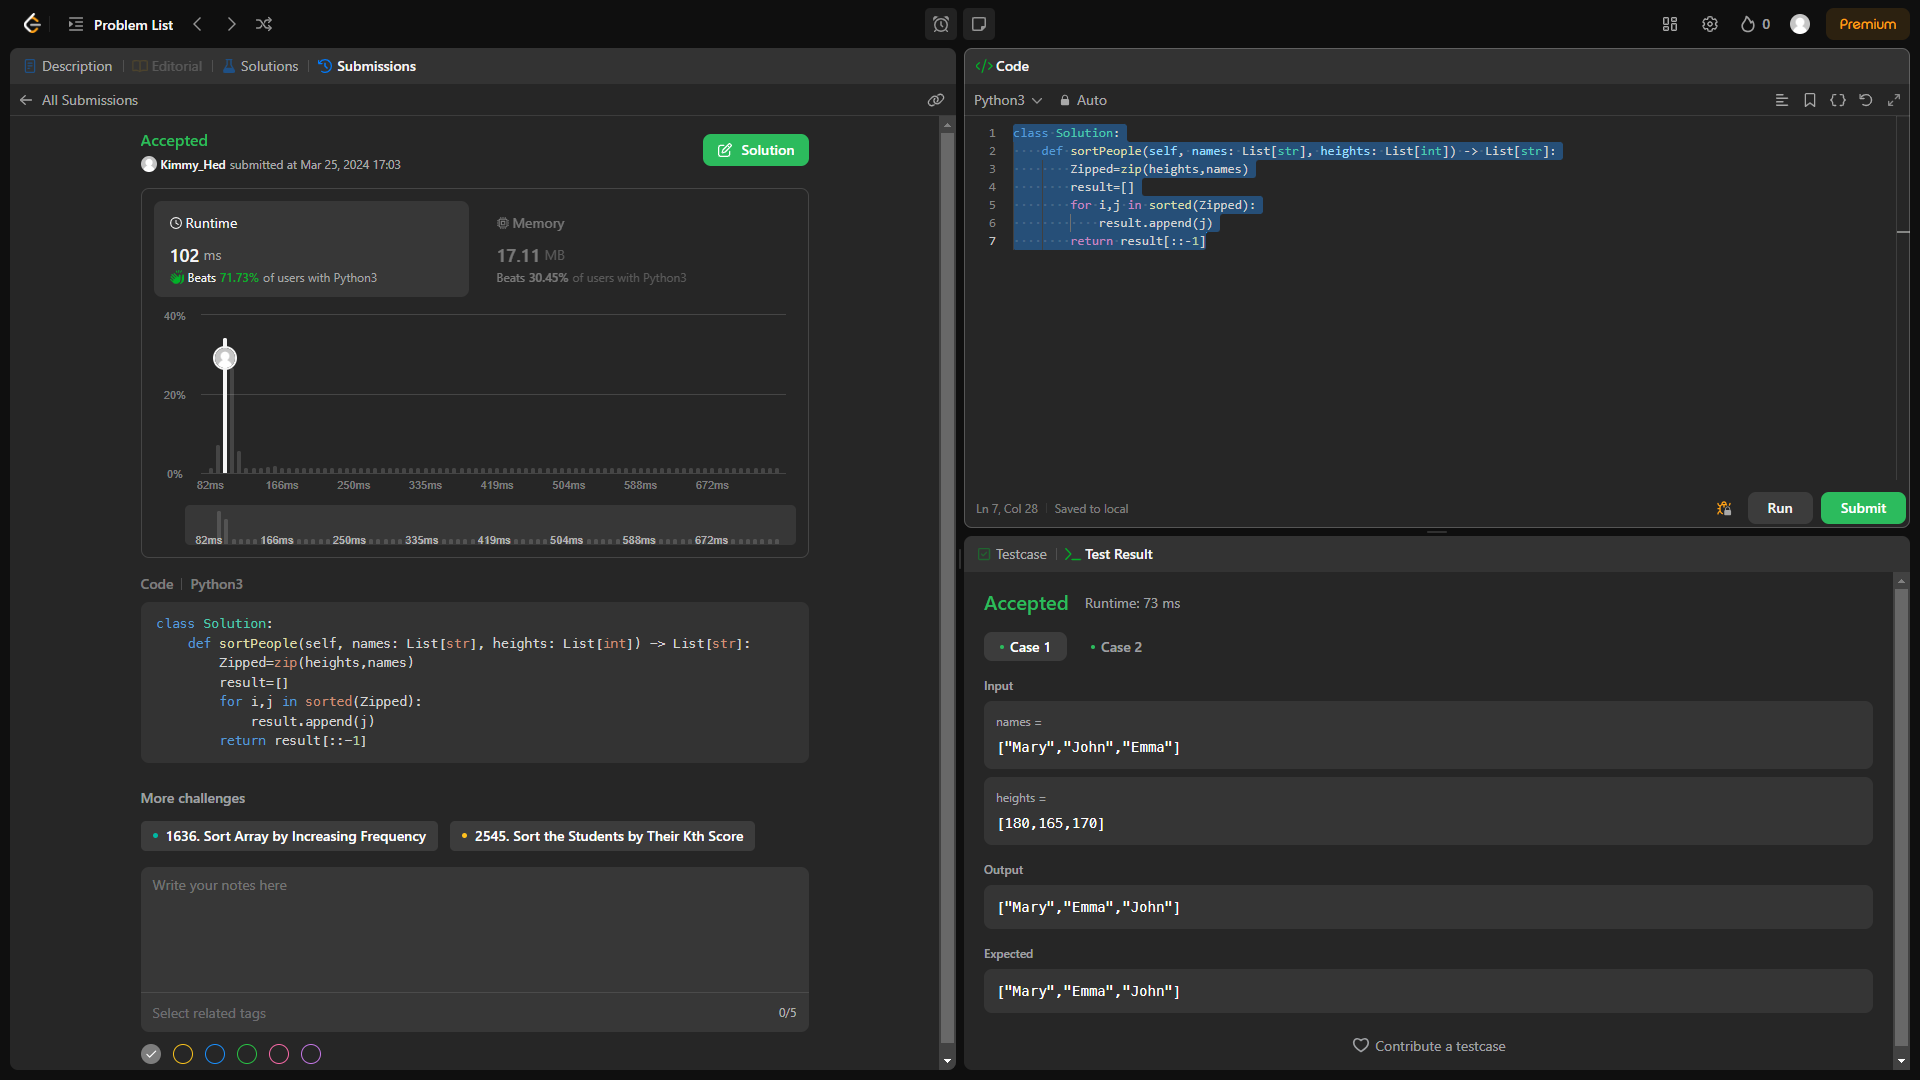 Problem List
0
Premium
Description
Editorial
Solutions
Submissions
All Submissions
Accepted
Kimmy_Hed submitted at Mar 25, 2024 17:03
Solution
Runtime
102 ms
Beats 71.73% of users with Python3
Memory
17.11 MB
Beats 30.45% of users with Python3
40%
20%
0%
82ms 166ms 250ms 335ms 419ms 504ms 588ms 672ms
82ms 166ms 250ms 335ms 419ms 504ms 588ms 672ms
Code | Python3
class Solution:
    def sortPeople(self, names: List[str], heights: List[int]) -> List[str]:
        Zipped=zip(heights,names)
        result=[]
        for i,j in sorted(Zipped):
            result.append(j)
        return result[::-1]
More challenges
1636. Sort Array by Increasing Frequency
2545. Sort the Students by Their Kth Score
Write your notes here
Select related tags
0/5
</> Code
Python3
Auto
1 class Solution:
2     def sortPeople(self, names: List[str], heights: List[int]) -> List[str]:
3         Zipped=zip(heights,names)
4         result=[]
5         for i,j in sorted(Zipped):
6             result.append(j)
7         return result[::-1]
Ln 7, Col 28
Saved to local
Run
Submit
Testcase
Test Result
Accepted
Runtime: 73 ms
Case 1
Case 2
Input
names =
["Mary","John","Emma"]
heights =
[180,165,170]
Output
["Mary","Emma","John"]
Expected
["Mary","Emma","John"]
Contribute a testcase